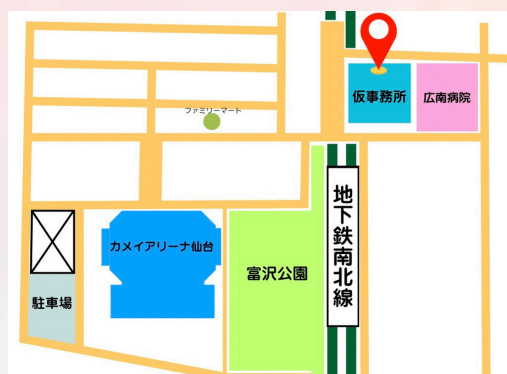 ファミリーマート
仮事務所
広南病院
カメイアリーナ仙台
駐車場
富沢公園
地下鉄南北線